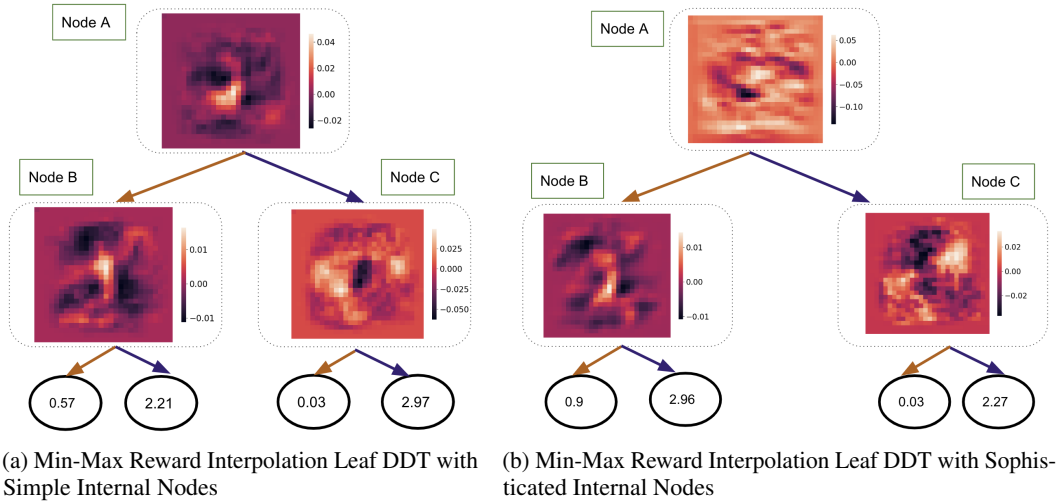 Node A
0.04
0.02
0.00
−0.02
Node B
Node C
0.01
0.00
−0.01
0.025
0.000
−0.025
−0.050
0.57
2.21
0.03
2.97
(a) Min-Max Reward Interpolation Leaf DDT with
Simple Internal Nodes
Node A
0.05
0.00
−0.05
−0.10
Node B
Node C
0.01
0.00
−0.01
0.02
0.00
−0.02
0.9
2.96
0.03
2.27
(b) Min-Max Reward Interpolation Leaf DDT with Sophis-
ticated Internal Nodes